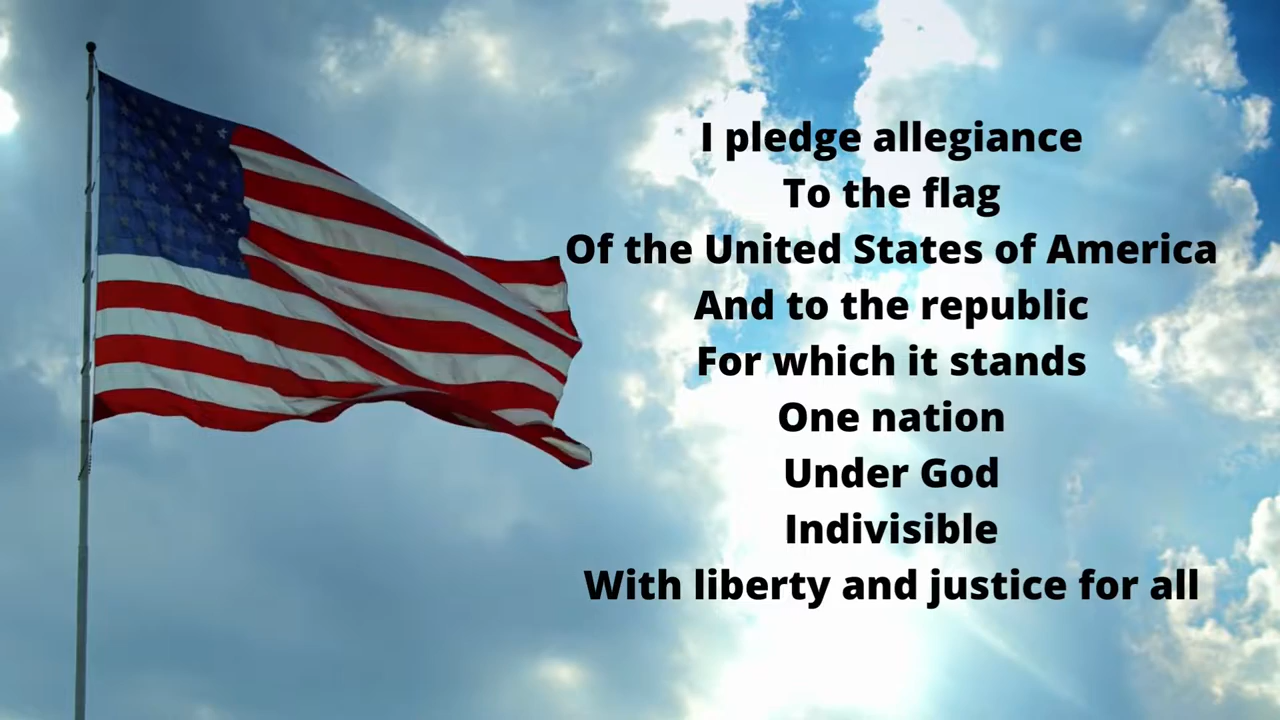 I pledge allegiance
To the flag
Of the United States of America
And to the republic
For which it stands
One nation
Under God
Indivisible
With liberty and justice for all